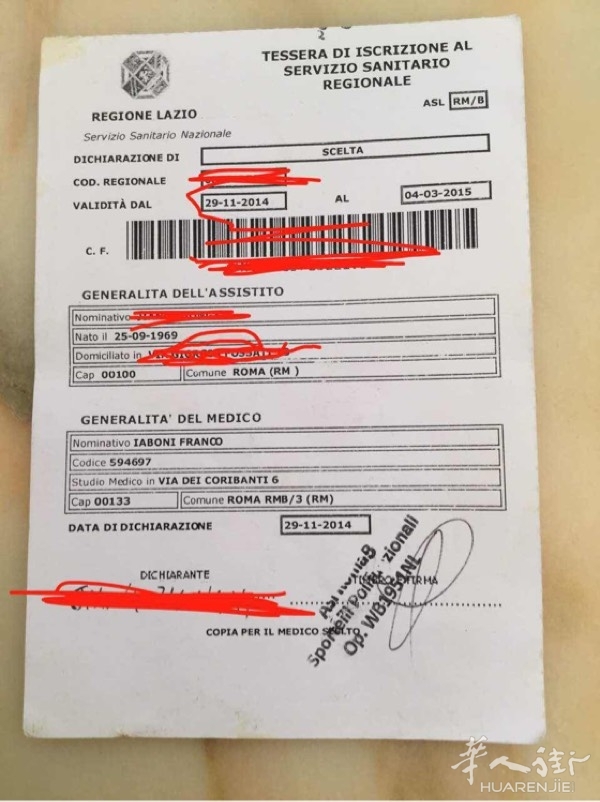 TESSERA DI ISCRIZIONE AL
SERVIZIO SANITARIO
REGIONALE
REGIONE LAZIO
ASL RM/B
Servizio Sanitario Nazionale
DICHIARAZIONE DI SCELTA
COD. REGIONALE
VALIDITÀ DAL 29-11-2014 AL 04-03-2015
C. F.
GENERALITA DELL'ASSISTITO
Nominativo
Nato il 25-09-1969
Domiciliato in
Cap 00100 Comune ROMA (RM )
GENERALITA' DEL MEDICO
Nominativo IABONI FRANCO
Codice 594697
Studio Medico in VIA DEI CORIBANTI 6
Cap 00133 Comune ROMA RMB/3 (RM)
DATA DI DICHIARAZIONE 29-11-2014
DICHIARANTE
TIMBRO E FIRMA
Sportelli Polifunzionali
COPIA PER IL MEDICO SCELTO
华人街
HUARENJIE